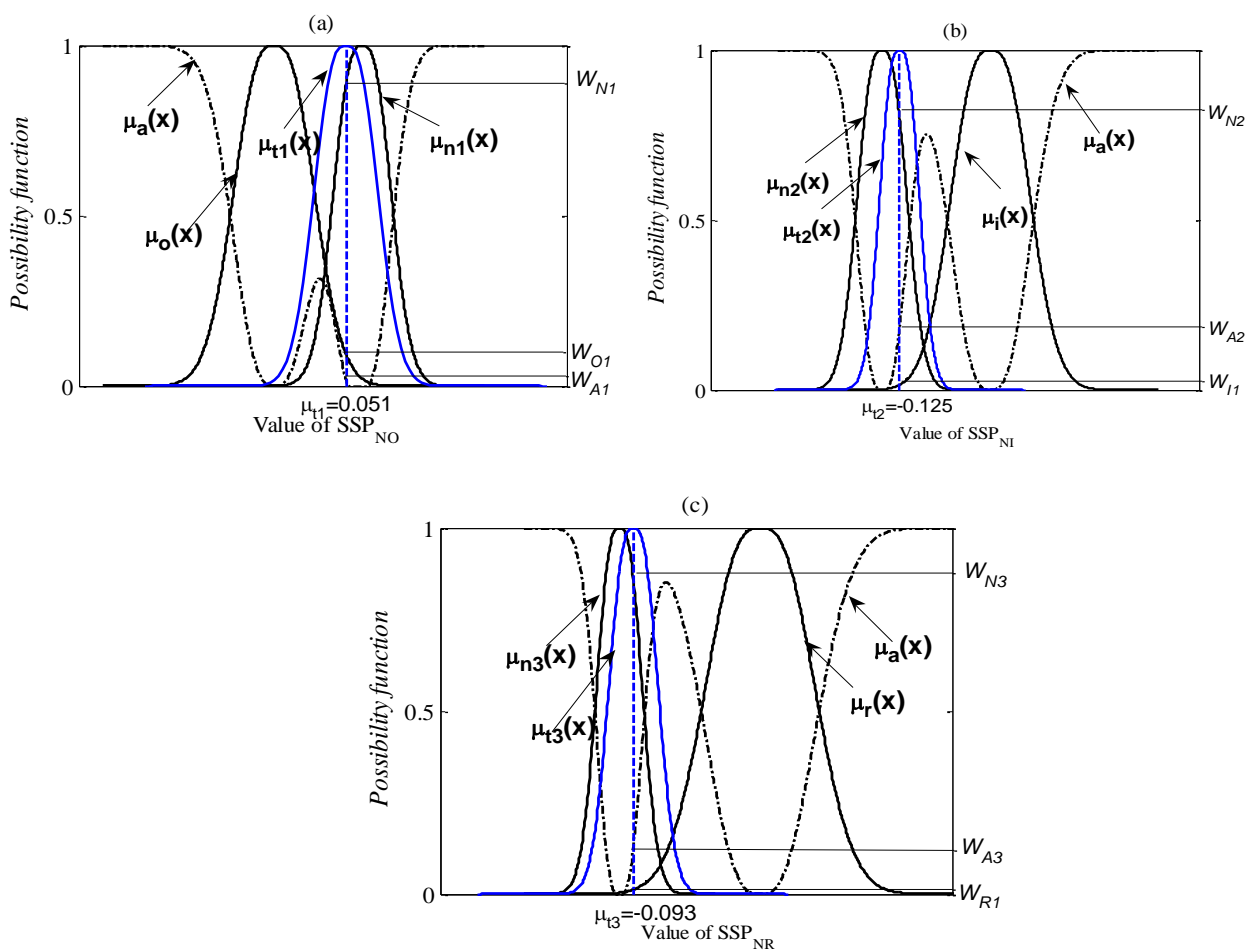 (a)
1
0.5
0
Possibility function
μa(x)
μo(x)
μt1(x)
μn1(x)
WN1
WO1
WA1
μt1=0.051
Value of SSPNO
(b)
1
0.5
0
Possibility function
μn2(x)
μt2(x)
μi(x)
μa(x)
WN2
WA2
WI1
μt2=-0.125
Value of SSPNI
(c)
1
0.5
0
Possibility function
μn3(x)
μt3(x)
μa(x)
μr(x)
WN3
WA3
WR1
μt3=-0.093
Value of SSPNR